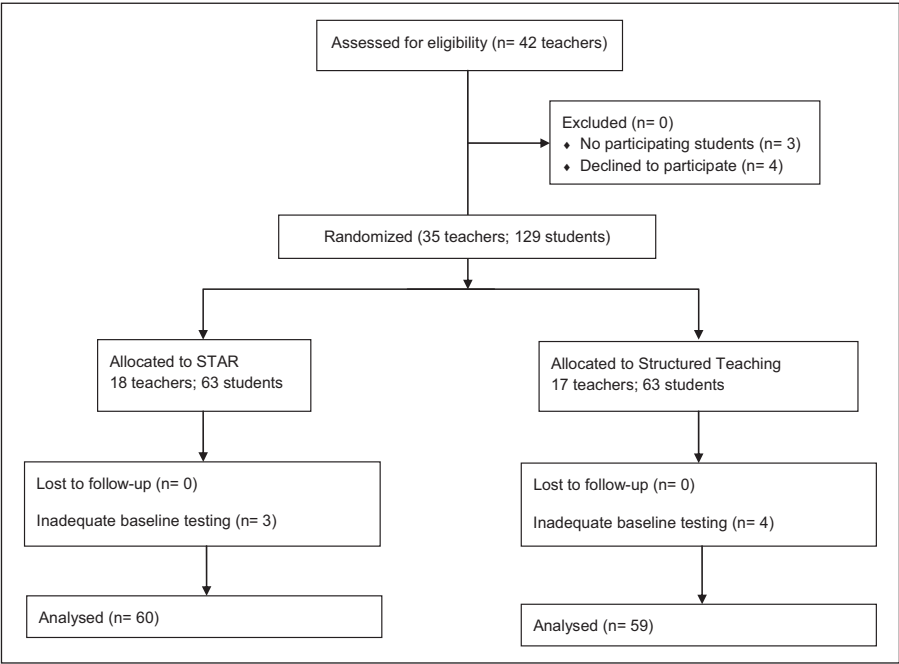 Assessed for eligibility (n= 42 teachers)
Excluded (n= 0)
♦ No participating students (n= 3)
♦ Declined to participate (n= 4)
Randomized (35 teachers; 129 students)
Allocated to STAR
18 teachers; 63 students
Allocated to Structured Teaching
17 teachers; 63 students
Lost to follow-up (n= 0)
Inadequate baseline testing (n= 3)
Lost to follow-up (n= 0)
Inadequate baseline testing (n= 4)
Analysed (n= 60)
Analysed (n= 59)